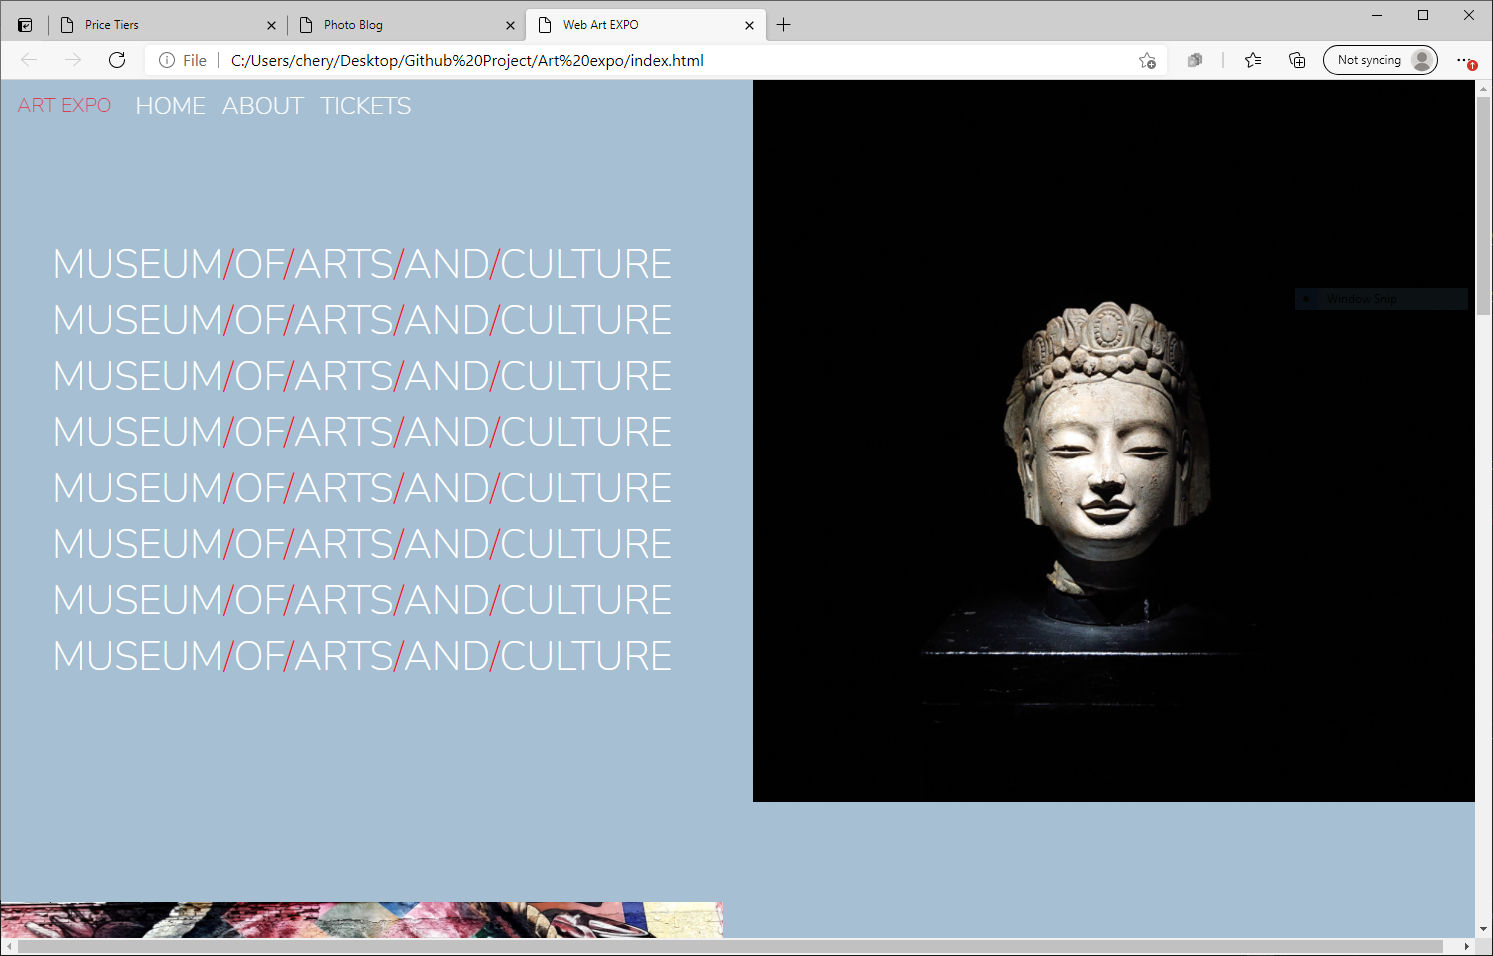 Price Tiers
Photo Blog
Web Art EXPO
File
C:/Users/chery/Desktop/Github%20Project/Art%20expo/index.html
Not syncing
ART EXPO HOME ABOUT TICKETS
MUSEUM/OF/ARTS/AND/CULTURE
MUSEUM/OF/ARTS/AND/CULTURE
MUSEUM/OF/ARTS/AND/CULTURE
MUSEUM/OF/ARTS/AND/CULTURE
MUSEUM/OF/ARTS/AND/CULTURE
MUSEUM/OF/ARTS/AND/CULTURE
MUSEUM/OF/ARTS/AND/CULTURE
MUSEUM/OF/ARTS/AND/CULTURE
Window Snip